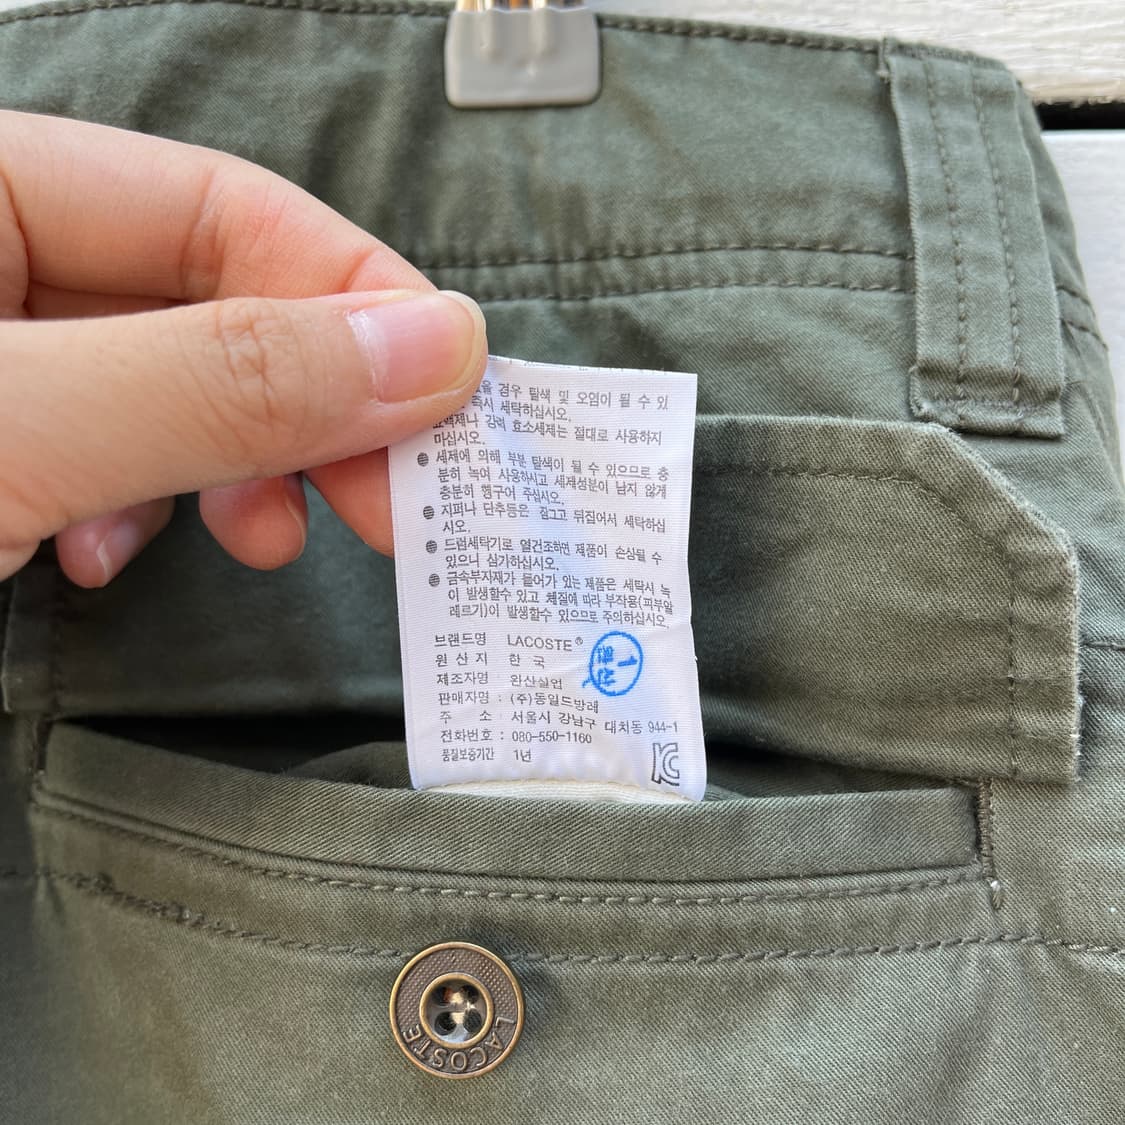 경우 탈색 및 오염이 될 수 있
즉시 세탁하십시오.
강력 효소세제는 절대로 사용하지
마십시오.
● 세제에 의해 부분 탈색이 될 수 있으므로 충
분히 녹여 사용하시고 세제성분이 남지 않게
충분히 헹구어 주십시오.
● 지퍼나 단추등은 잠그고 뒤집어서 세탁하십
시오.
● 드럼세탁기로 열건조하면 제품이 손상될 수
있으니 삼가하십시오.
● 금속부자재가 들어가 있는 제품은 세탁시 녹
이 발생할수 있고 체질에 따라 부작용(피부알
레르기)이 발생할수 있으므로 주의하십시오.
브랜드명 LACOSTE®
원산지 한국
제조자명 : 완산실업
판매자명 : (주)동일드방레
주 소 : 서울시 강남구 대치동 944-1
전화번호 : 080-550-1160
품질보증기간 1년
1
완산
LACOSTE